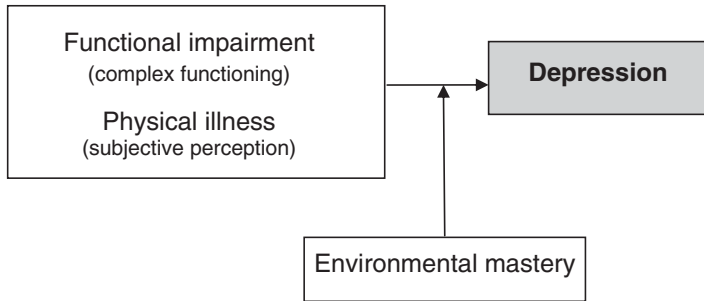 Functional impairment
(complex functioning)
Physical illness
(subjective perception)
Depression
Environmental mastery